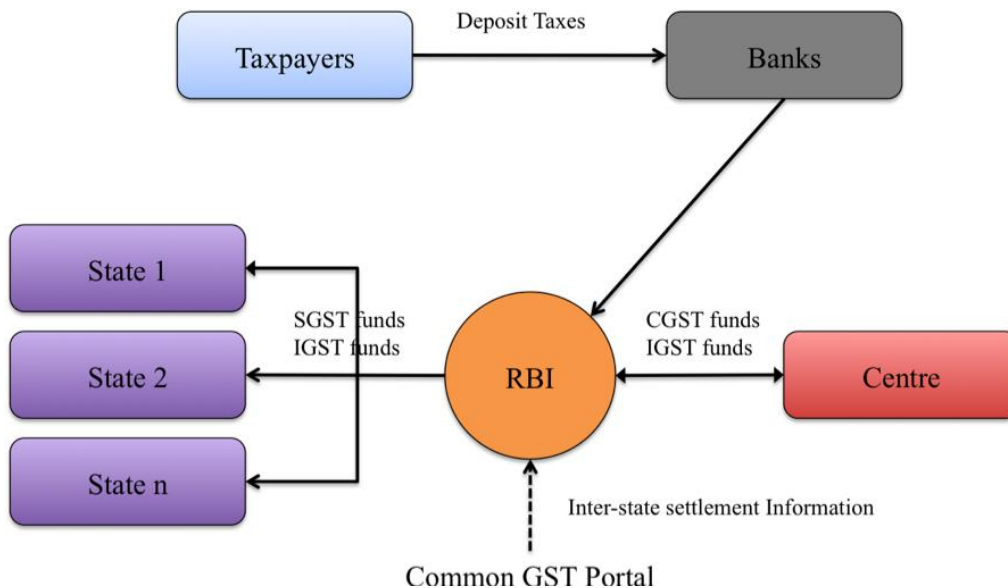 Deposit Taxes
Taxpayers
Banks
State 1
SGST funds
IGST funds
CGST funds
IGST funds
State 2
RBI
Centre
State n
Inter-state settlement Information
Common GST Portal